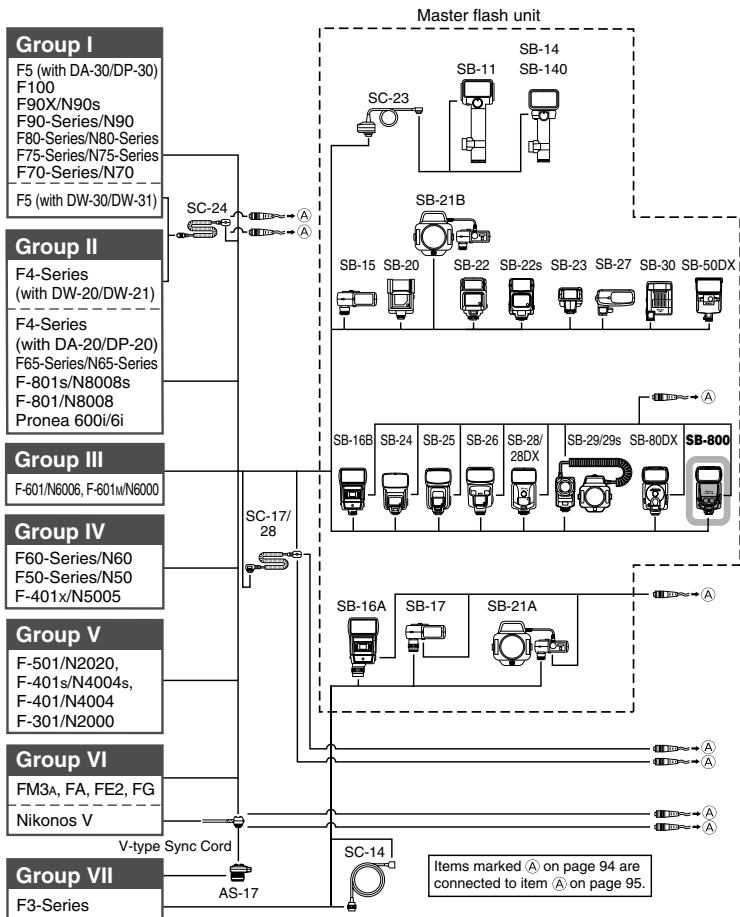 Master flash unit
Group I
F5 (with DA-30/DP-30)
F100
F90X/N90s
F90-Series/N90
F80-Series/N80-Series
F75-Series/N75-Series
F70-Series/N70
F5 (with DW-30/DW-31)
SC-24
A
A
Group II
F4-Series
(with DW-20/DW-21)
F4-Series
(with DA-20/DP-20)
F65-Series/N65-Series
F-801s/N8008s
F-801/N8008
Pronea 600i/6i
Group III
F-601/N6006, F-601M/N6000
Group IV
F60-Series/N60
F50-Series/N50
F-401X/N5005
Group V
F-501/N2020,
F-401s/N4004s,
F-401/N4004
F-301/N2000
Group VI
FM3A, FA, FE2, FG
Nikonos V
V-type Sync Cord
Group VII
F3-Series
AS-17
SC-17/
28
SC-14
SC-23
SB-11
SB-14
SB-140
SB-21B
SB-15
SB-20
SB-22
SB-22s
SB-23
SB-27
SB-30
SB-50DX
A
SB-16B
SB-24
SB-25
SB-26
SB-28/
28DX
SB-29/29s
SB-80DX
SB-800
A
SB-16A
SB-17
SB-21A
A
A
A
A
Items marked A on page 94 are
connected to item A on page 95.